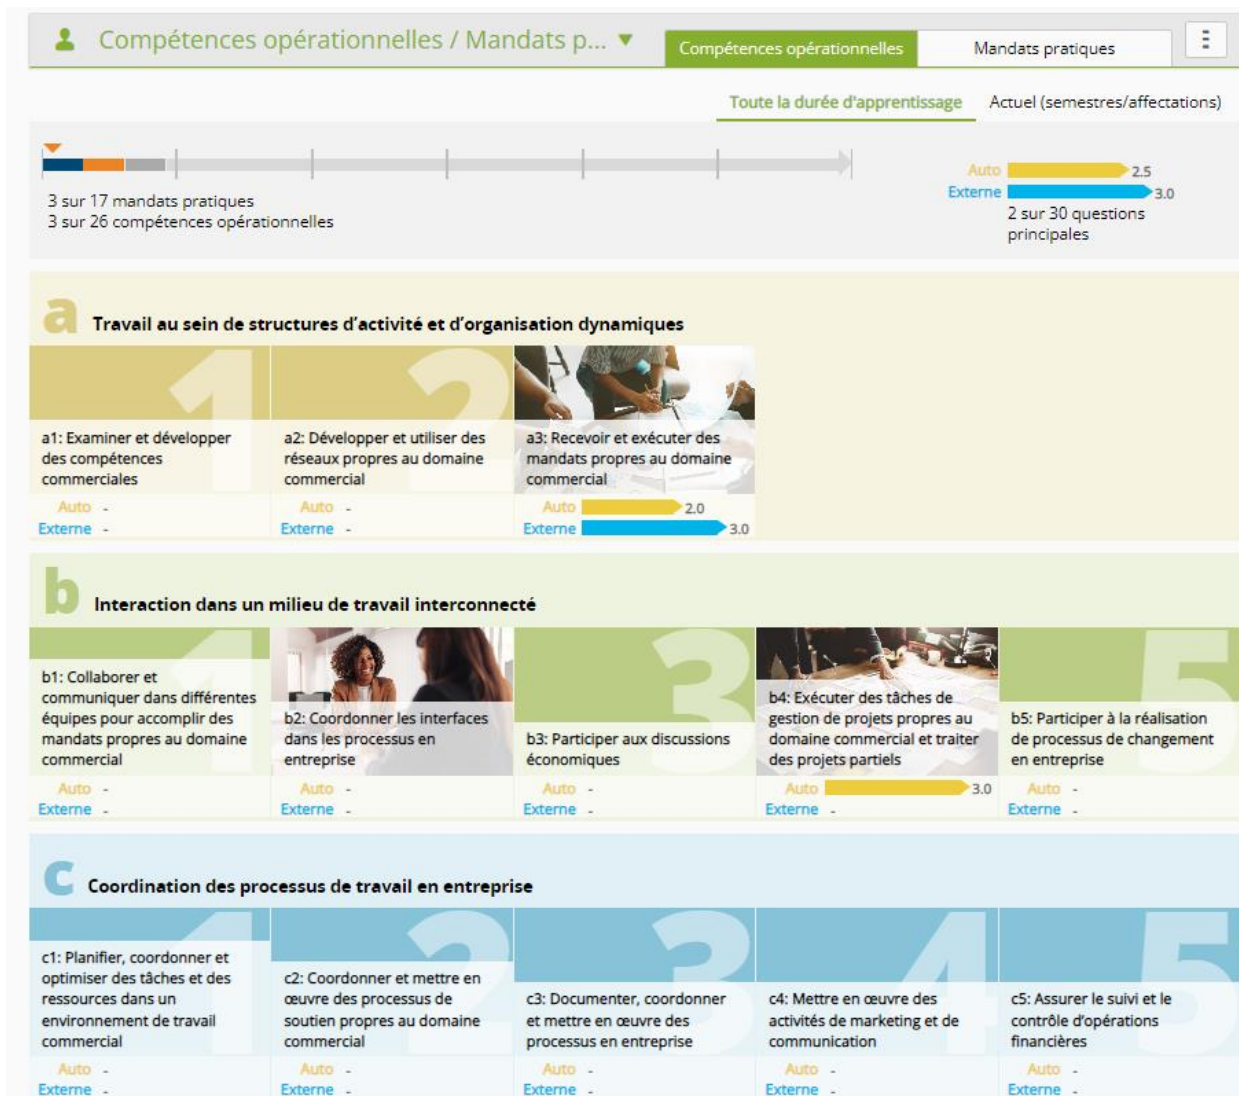 Compétences opérationnelles / Mandats p...
Compétences opérationnelles
Mandats pratiques
Toute la durée d'apprentissage
Actuel (semestres/affectations)
3 sur 17 mandats pratiques
3 sur 26 compétences opérationnelles
Auto 2.5
Externe 3.0
2 sur 30 questions
principales
a Travail au sein de structures d’activité et d’organisation dynamiques
1
a1: Examiner et développer
des compétences
commerciales
Auto -
Externe -
2
a2: Développer et utiliser des
réseaux propres au domaine
commercial
Auto -
Externe -
a3: Recevoir et exécuter des
mandats propres au domaine
commercial
Auto 2.0
Externe 3.0
b Interaction dans un milieu de travail interconnecté
1
b1: Collaborer et
communiquer dans différentes
équipes pour accomplir des
mandats propres au domaine
commercial
Auto -
Externe -
b2: Coordonner les interfaces
dans les processus en
entreprise
Auto -
Externe -
3
b3: Participer aux discussions
économiques
Auto -
Externe -
b4: Exécuter des tâches de
gestion de projets propres au
domaine commercial et traiter
des projets partiels
Auto 3.0
Externe -
5
b5: Participer à la réalisation
de processus de changement
en entreprise
Auto -
Externe -
c Coordination des processus de travail en entreprise
1
c1: Planifier, coordonner et
optimiser des tâches et des
ressources dans un
environnement de travail
commercial
Auto -
Externe -
2
c2: Coordonner et mettre en
œuvre des processus de
soutien propres au domaine
commercial
Auto -
Externe -
3
c3: Documenter, coordonner
et mettre en œuvre des
processus en entreprise
Auto -
Externe -
4
c4: Mettre en œuvre des
activités de marketing et de
communication
Auto -
Externe -
5
c5: Assurer le suivi et le
contrôle d’opérations
financières
Auto -
Externe -